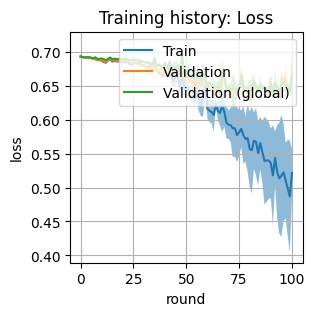 Training history: Loss
Train
Validation
Validation (global)
loss
0.70
0.65
0.60
0.55
0.50
0.45
0.40
0
25
50
75
100
round